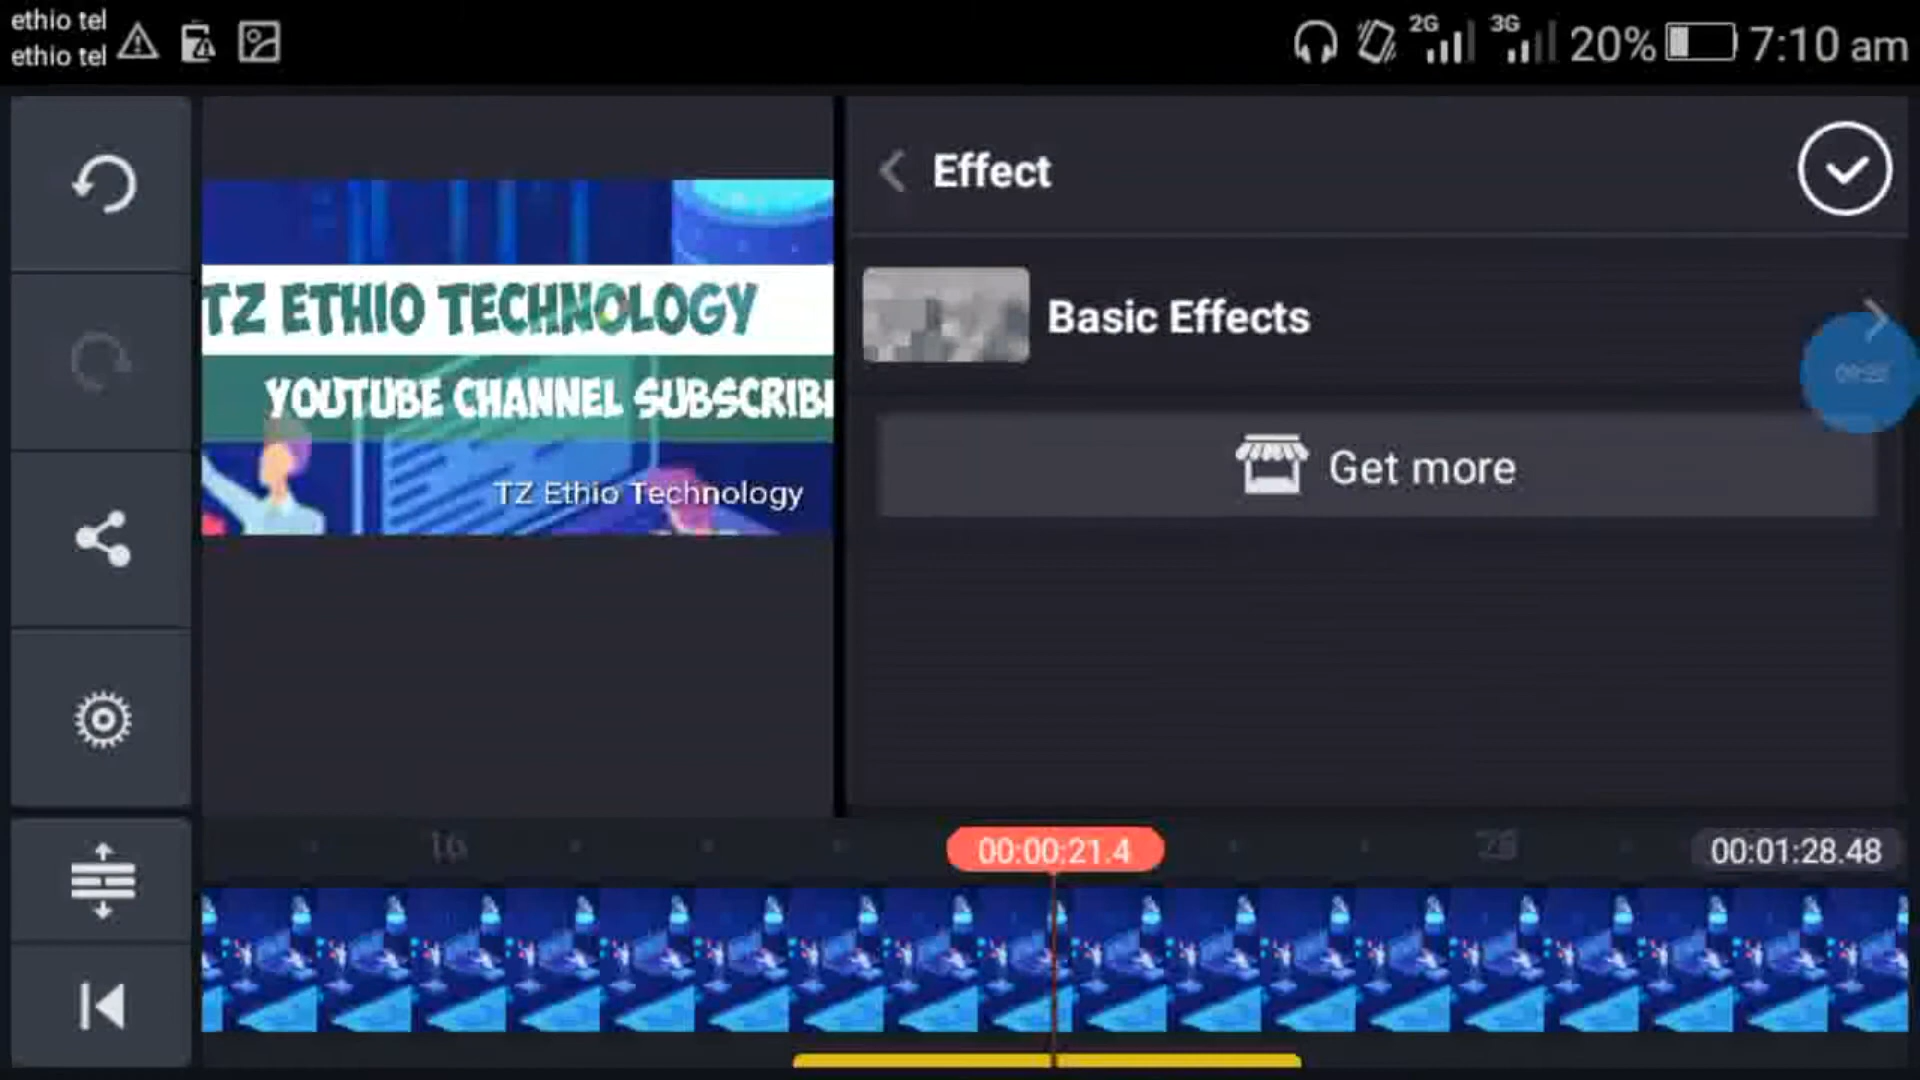 ethio tel
ethio tel
2G
3G
20%
7:10 am
Effect
TZ ETHIO TECHNOLOGY
Basic Effects
YOUTUBE CHANNEL SUBSCRIB
Get more
TZ Ethio Technology
16
00:00:21.4
00:01:28.48